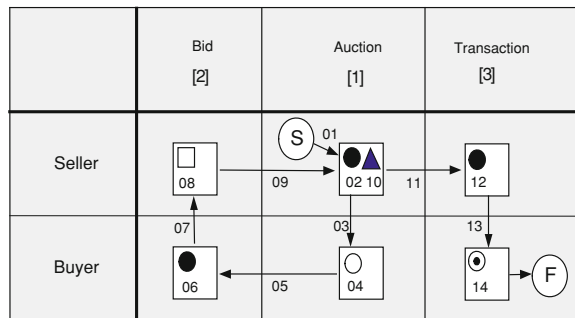 Bid Auction Transaction
[2] [1] [3]
S 01
Seller
08 09 02 10 11 12
07 03 13
Buyer
06 05 04 14 F